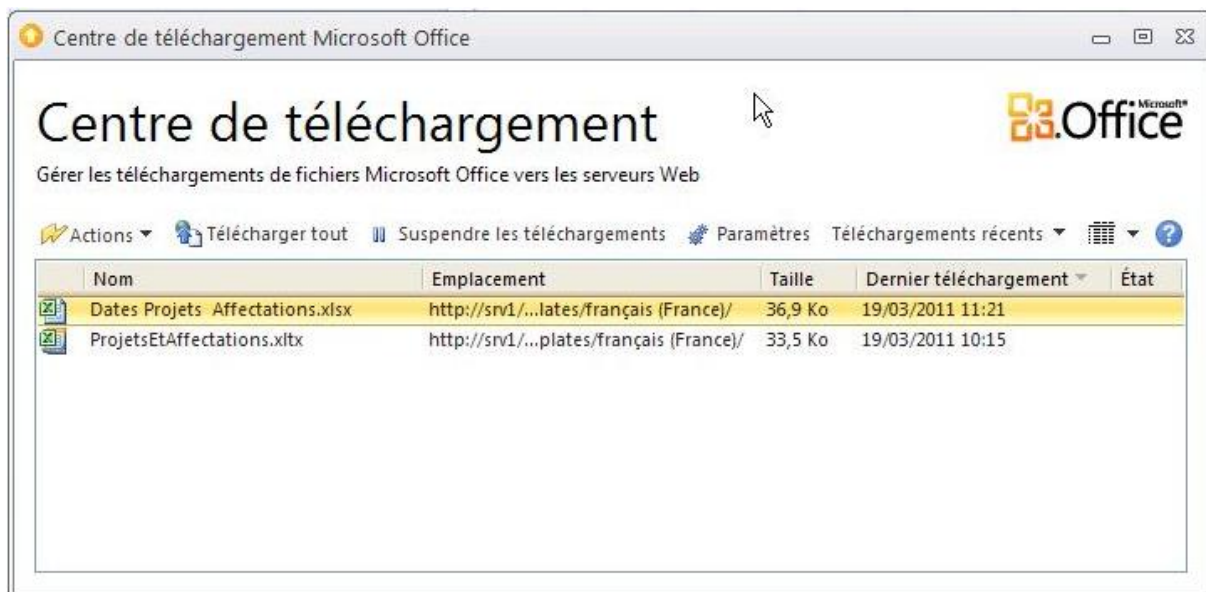 Centre de téléchargement Microsoft Office
Centre de téléchargement
Microsoft®
Office
Gérer les téléchargements de fichiers Microsoft Office vers les serveurs Web
Actions Télécharger tout Suspendre les téléchargements Paramètres Téléchargements récents ?
Nom Emplacement Taille Dernier téléchargement État
Dates Projets Affectations.xlsx http://srv1/...lates/français (France)/ 36,9 Ko 19/03/2011 11:21
ProjetsEtAffectations.xltx http://srv1/...plates/français (France)/ 33,5 Ko 19/03/2011 10:15